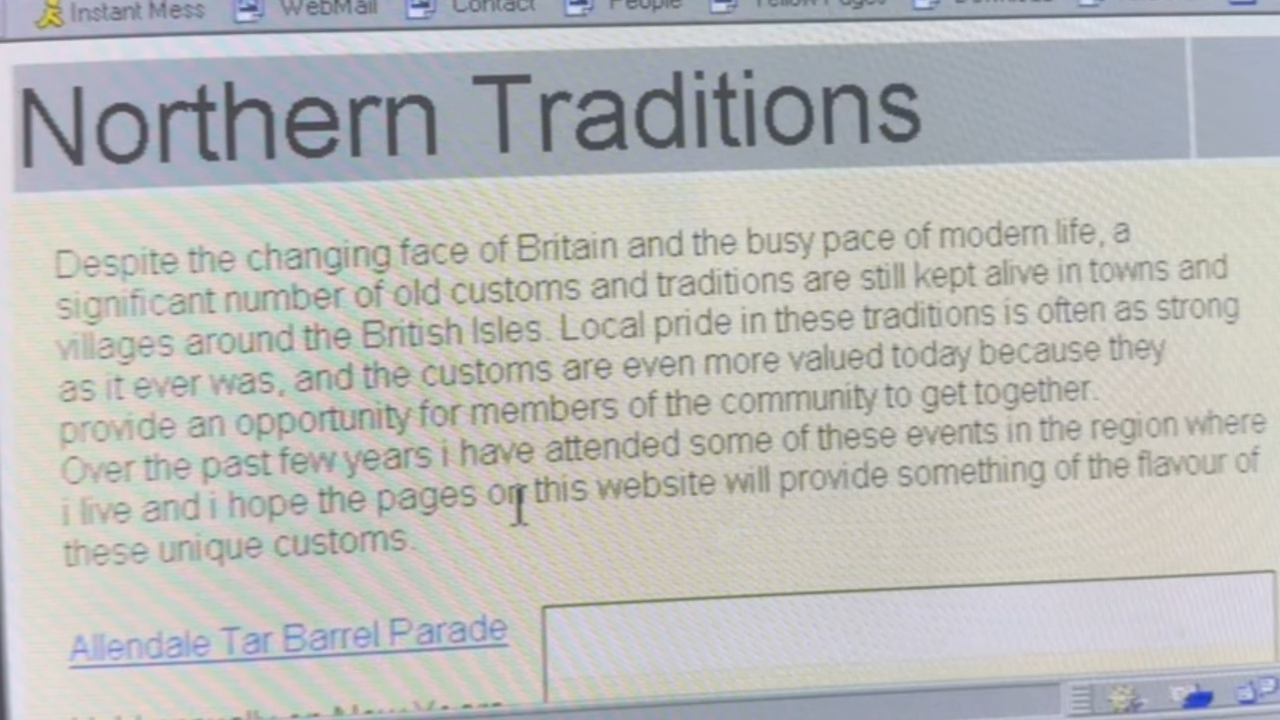 Instant Mess WebMail Contact People Yellow Pages
Northern Traditions
Despite the changing face of Britain and the busy pace of modern life, a
significant number of old customs and traditions are still kept alive in towns and
villages around the British Isles. Local pride in these traditions is often as strong
as it ever was, and the customs are even more valued today because they
provide an opportunity for members of the community to get together.
Over the past few years i have attended some of these events in the region where
i live and i hope the pages on this website will provide something of the flavour of
these unique customs.
Allendale Tar Barrel Parade